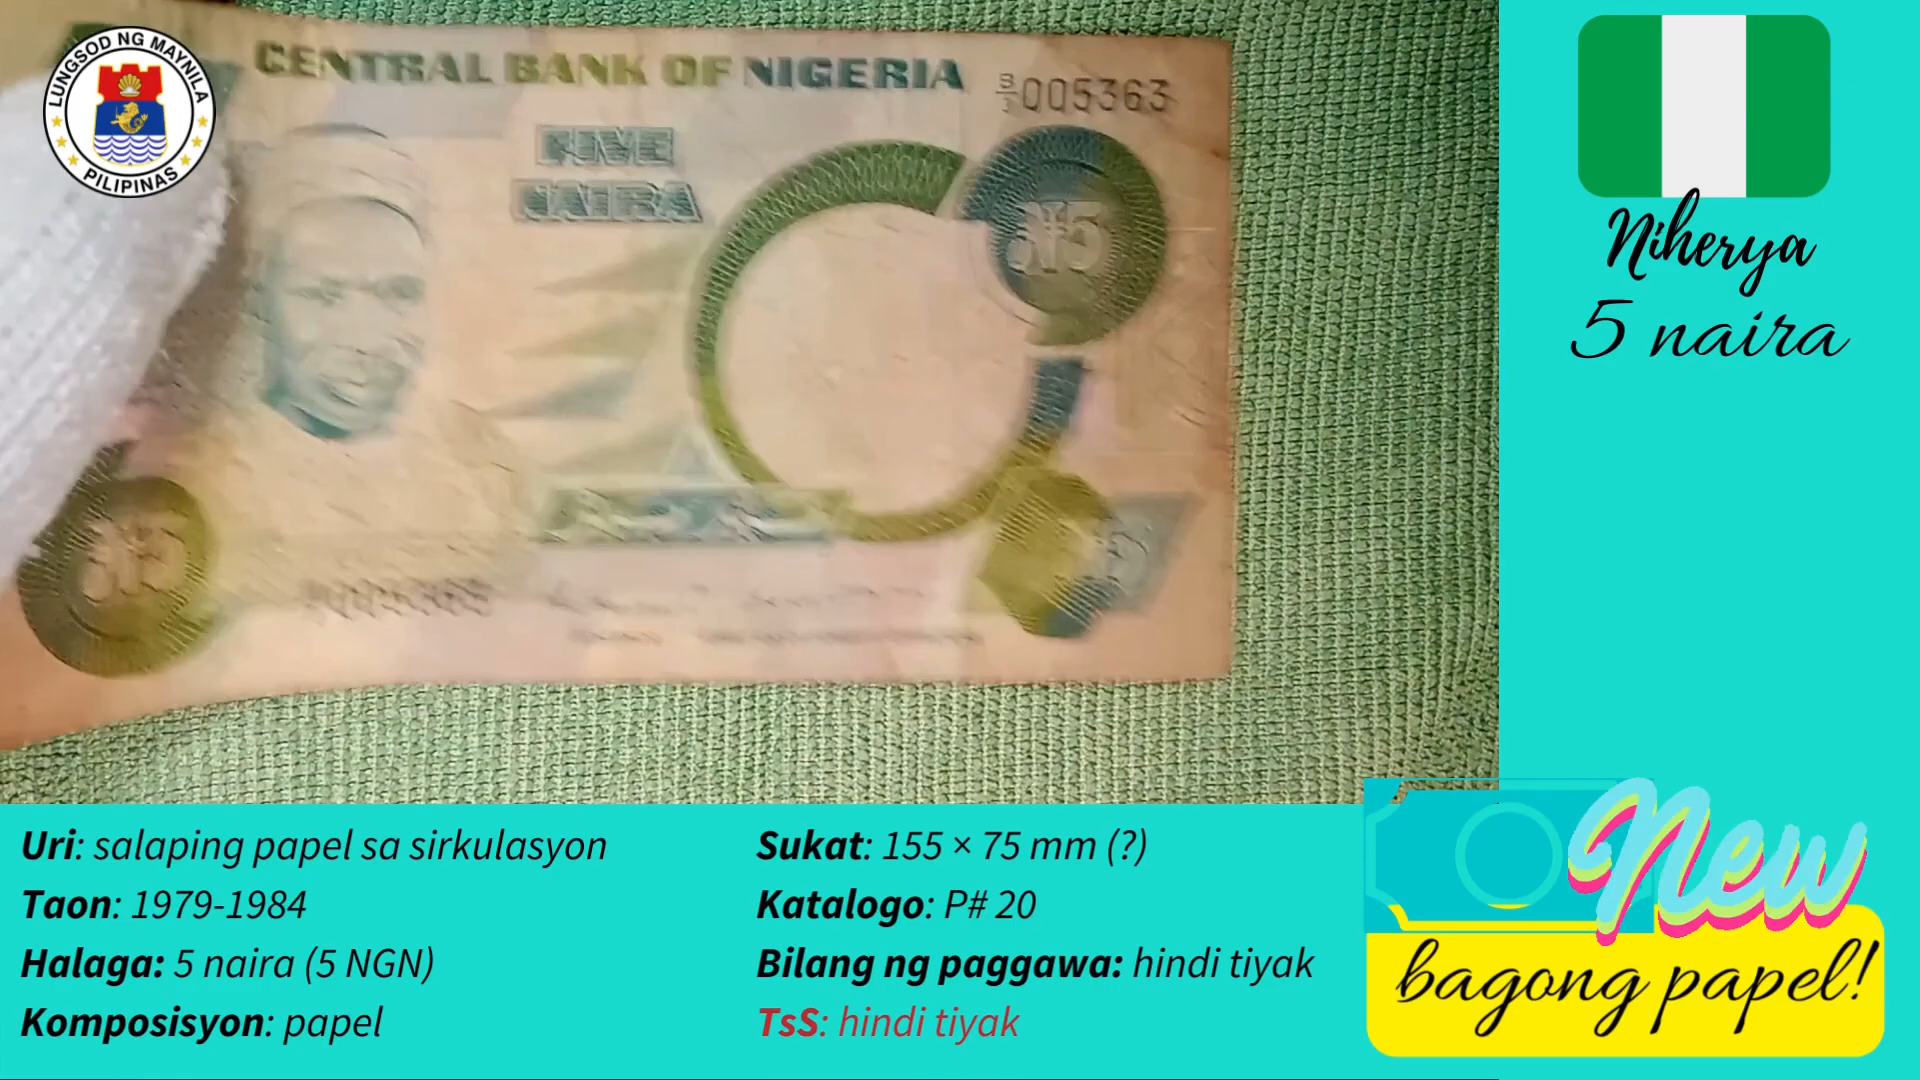 LUNGSOD NG MAYNILA
PILIPINAS
CENTRAL BANK OF NIGERIA
B/7 005363
FIVE
NAIRA
₦5
Niherya
5 naira
Uri: salaping papel sa sirkulasyon
Taon: 1979-1984
Halaga: 5 naira (5 NGN)
Komposisyon: papel
Sukat: 155 × 75 mm (?)
Katalogo: P# 20
Bilang ng paggawa: hindi tiyak
TsS: hindi tiyak
New
bagong papel!